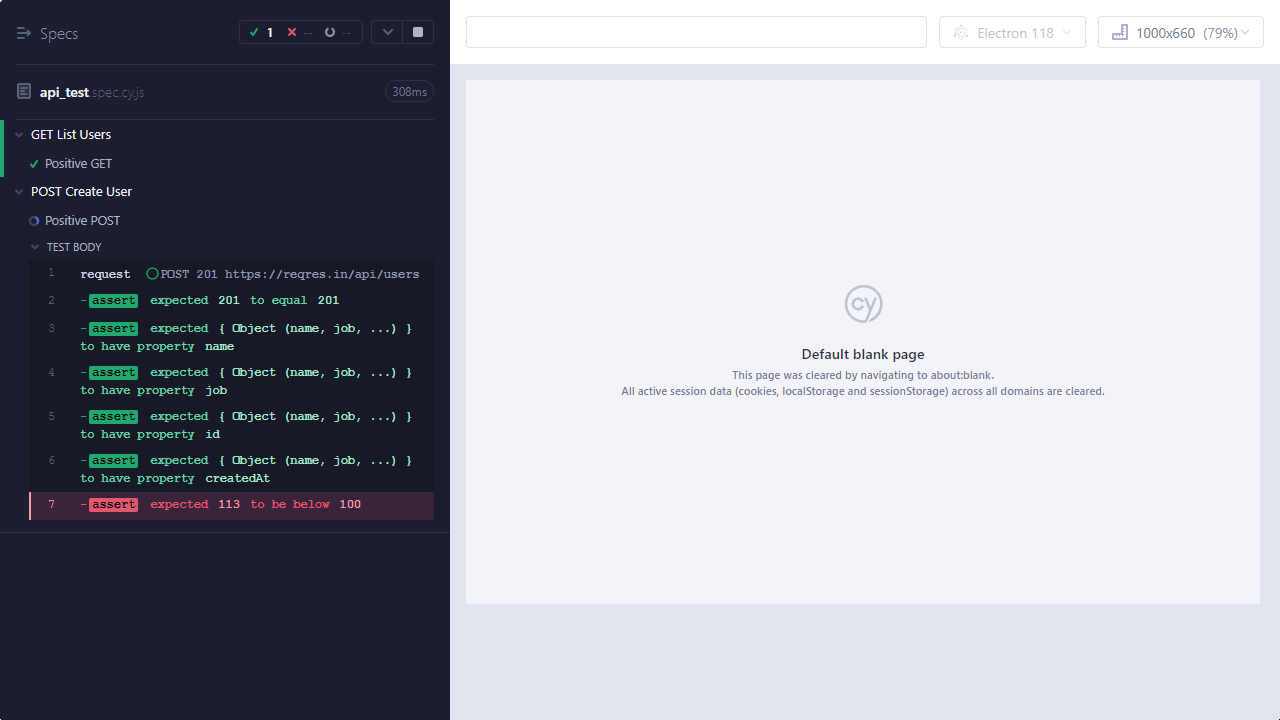 Specs
1
--
--
Electron 118
1000x660 (79%)
api_test.spec.cy.js
308ms
GET List Users
Positive GET
POST Create User
Positive POST
TEST BODY
1 request POST 201 https://reqres.in/api/users
2 -assert expected 201 to equal 201
3 -assert expected { Object (name, job, ...) }
to have property name
4 -assert expected { Object (name, job, ...) }
to have property job
5 -assert expected { Object (name, job, ...) }
to have property id
6 -assert expected { Object (name, job, ...) }
to have property createdAt
7 -assert expected 113 to be below 100
cy
Default blank page
This page was cleared by navigating to about:blank.
All active session data (cookies, localStorage and sessionStorage) across all domains are cleared.